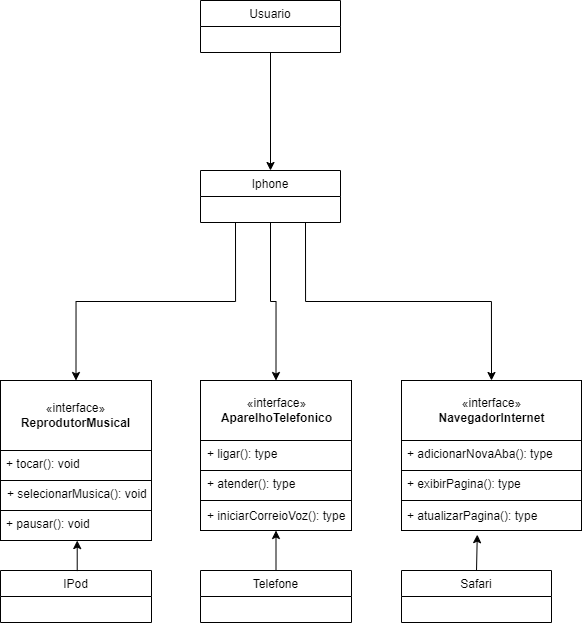 Usuario
Iphone
«interface»
ReprodutorMusical
+ tocar(): void
+ selecionarMusica(): void
+ pausar(): void
«interface»
AparelhoTelefonico
+ ligar(): type
+ atender(): type
+ iniciarCorreioVoz(): type
«interface»
NavegadorInternet
+ adicionarNovaAba(): type
+ exibirPagina(): type
+ atualizarPagina(): type
IPod
Telefone
Safari